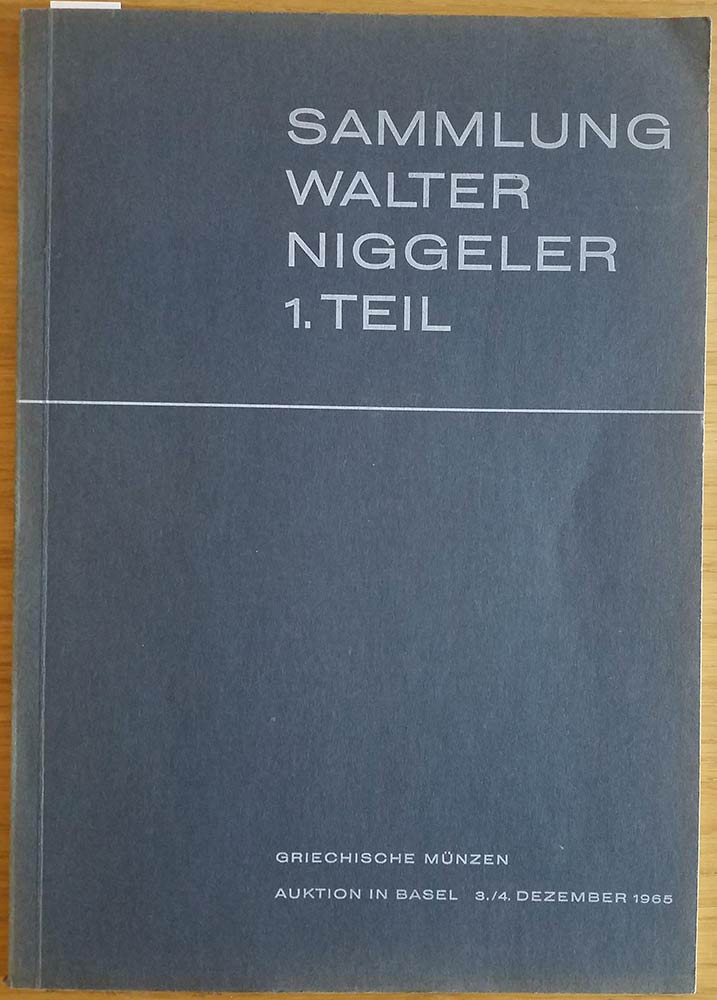 SAMMLUNG
WALTER
NIGGELER
1. TEIL
GRIECHISCHE MÜNZEN
AUKTION IN BASEL 3./4. DEZEMBER 1965